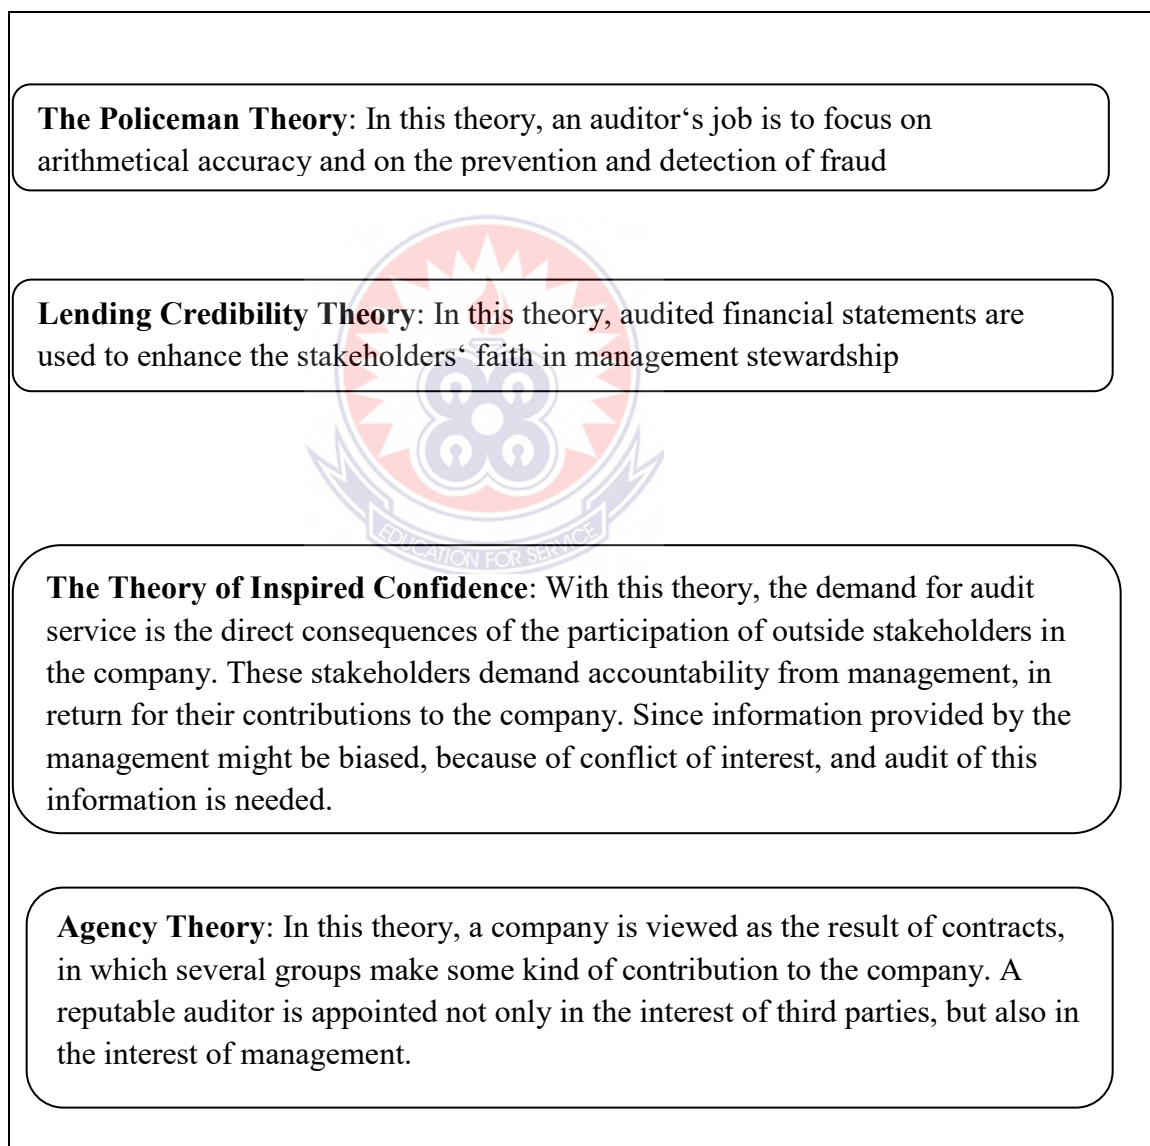 The Policeman Theory: In this theory, an auditor‘s job is to focus on
arithmetical accuracy and on the prevention and detection of fraud
Lending Credibility Theory: In this theory, audited financial statements are
used to enhance the stakeholders‘ faith in management stewardship
EDUCATION FOR SERVICE
The Theory of Inspired Confidence: With this theory, the demand for audit
service is the direct consequences of the participation of outside stakeholders in
the company. These stakeholders demand accountability from management, in
return for their contributions to the company. Since information provided by the
management might be biased, because of conflict of interest, and audit of this
information is needed.
Agency Theory: In this theory, a company is viewed as the result of contracts,
in which several groups make some kind of contribution to the company. A
reputable auditor is appointed not only in the interest of third parties, but also in
the interest of management.